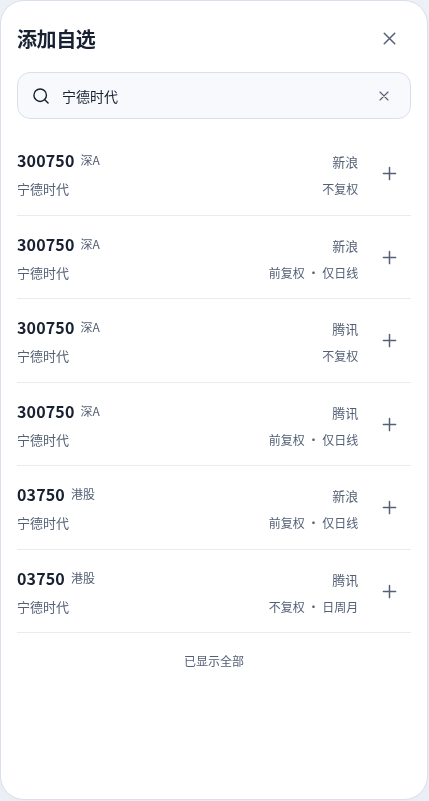 添加自选
宁德时代
300750 深A 新浪
宁德时代 不复权
300750 深A 新浪
宁德时代 前复权 · 仅日线
300750 深A 腾讯
宁德时代 不复权
300750 深A 腾讯
宁德时代 前复权 · 仅日线
03750 港股 新浪
宁德时代 前复权 · 仅日线
03750 港股 腾讯
宁德时代 不复权 · 日周月
已显示全部